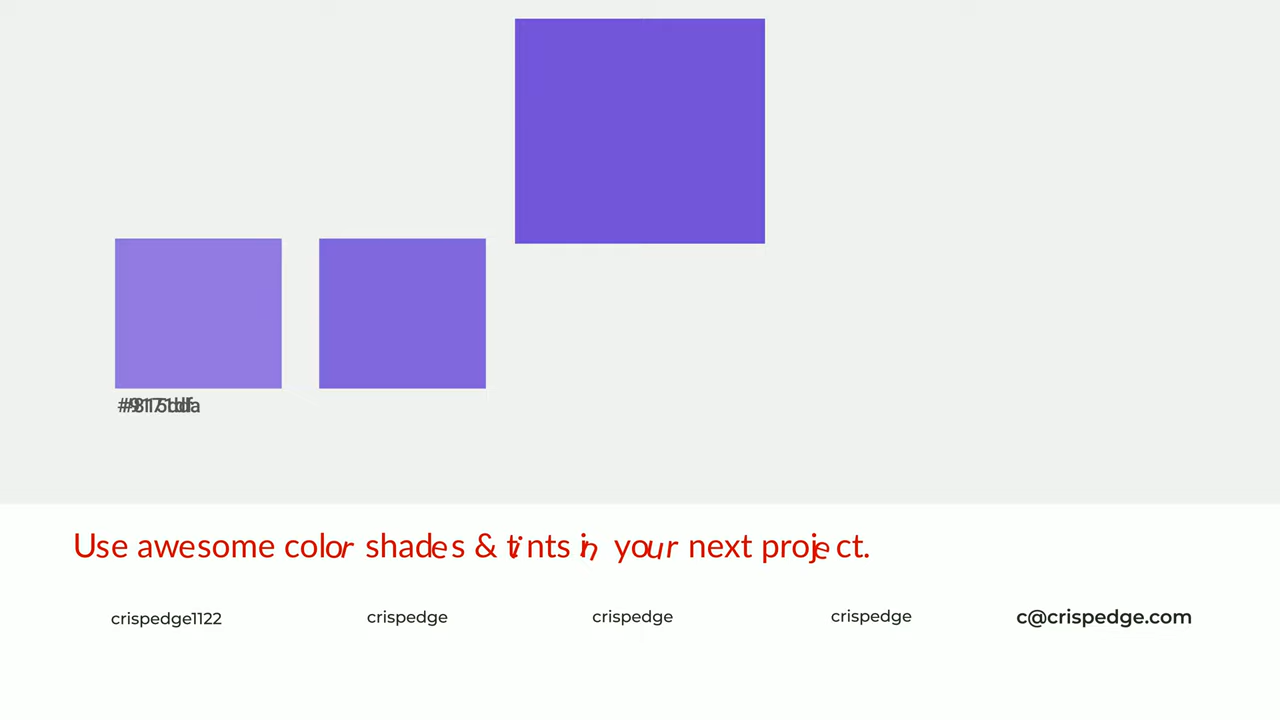 Use awesome color shades & tints in your next project.
crispedge1122 crispedge crispedge crispedge c@crispedge.com